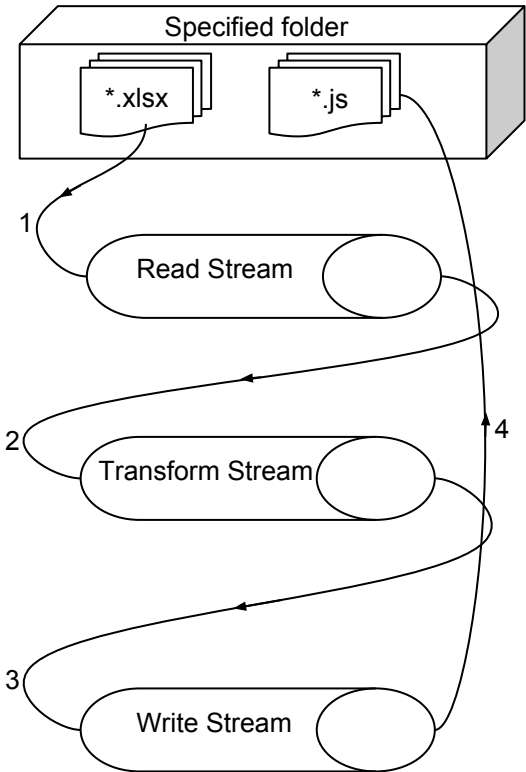 Specified folder
*.xlsx
*.js
1
Read Stream
2
4
Transform Stream
3
Write Stream